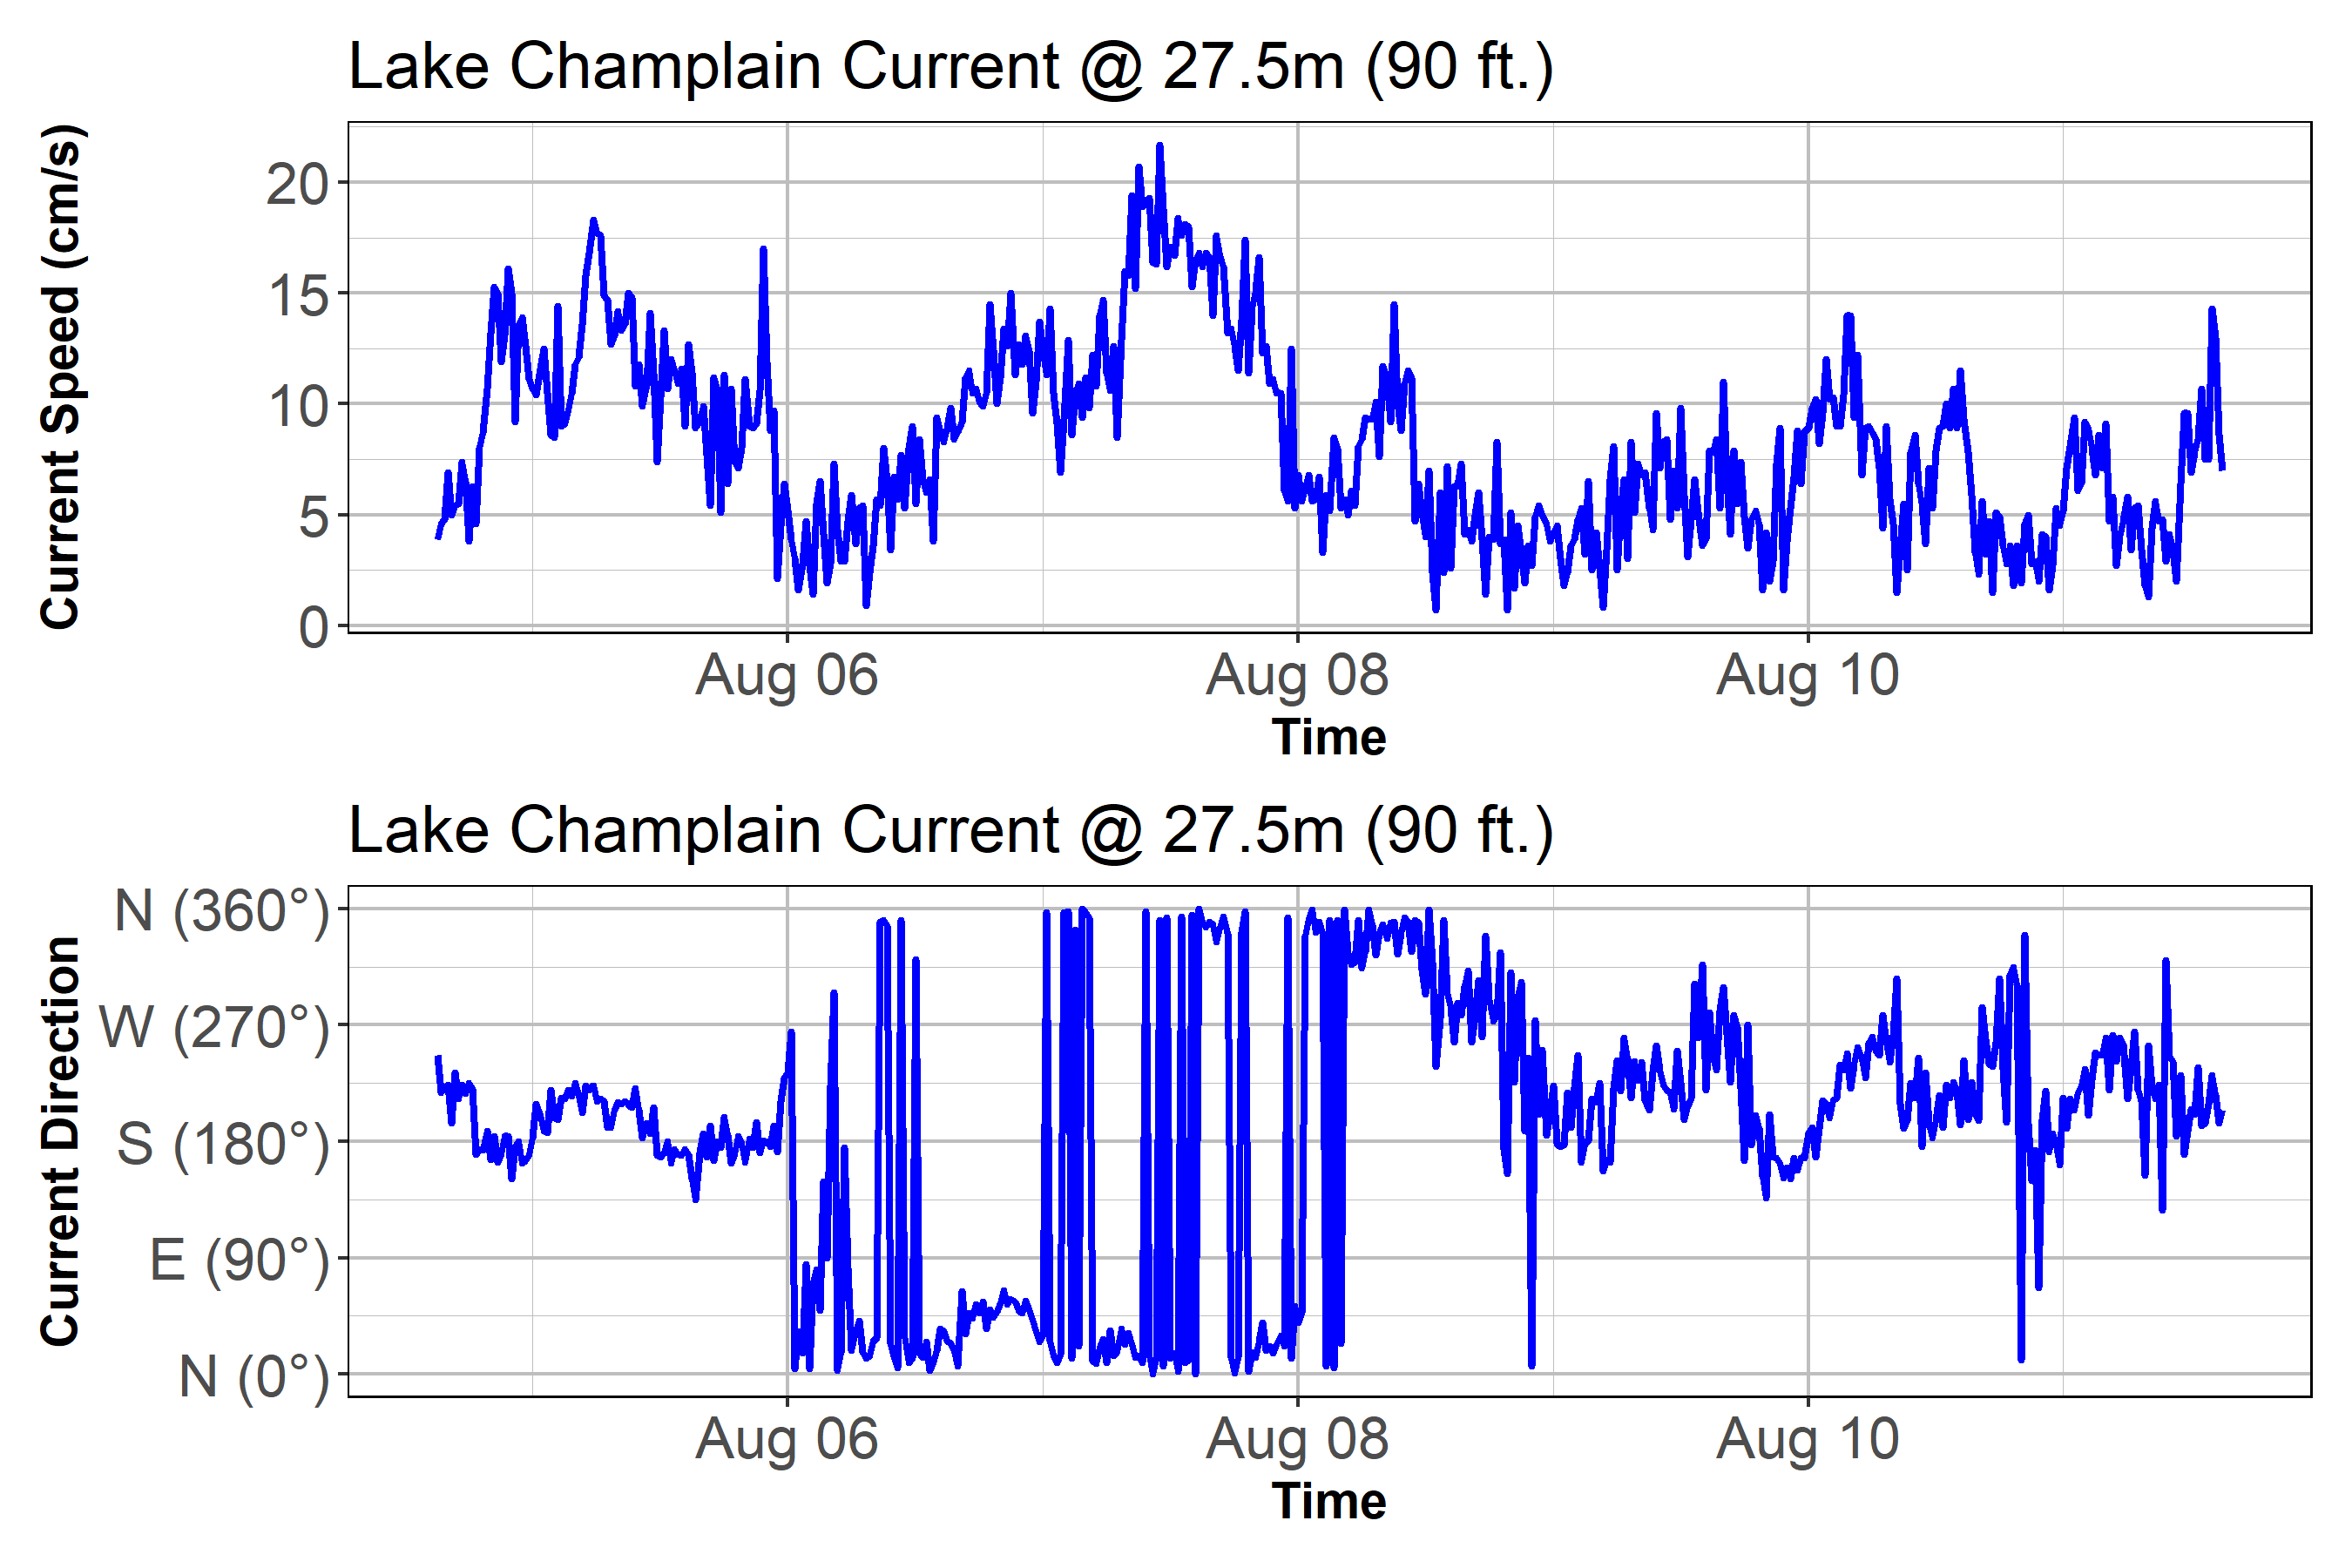 Lake Champlain Current @ 27.5m (90 ft.)
Current Speed (cm/s)
20
15
10
5
0
Aug 06 Aug 08 Aug 10
Time
Lake Champlain Current @ 27.5m (90 ft.)
Current Direction
N (360°)
W (270°)
S (180°)
E (90°)
N (0°)
Aug 06 Aug 08 Aug 10
Time